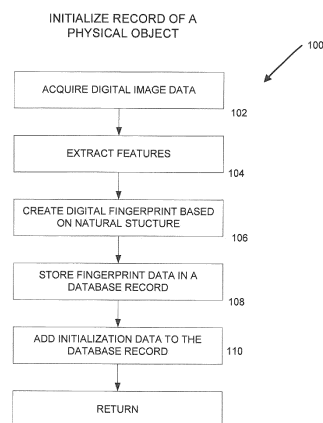 INITIALIZE RECORD OF A
PHYSICAL OBJECT
100
ACQUIRE DIGITAL IMAGE DATA
102
EXTRACT FEATURES
104
CREATE DIGITAL FINGERPRINT BASED
ON NATURAL STUCTURE
106
STORE FINGERPRINT DATA IN A
DATABASE RECORD
108
ADD INITIALIZATION DATA TO THE
DATABASE RECORD
110
RETURN